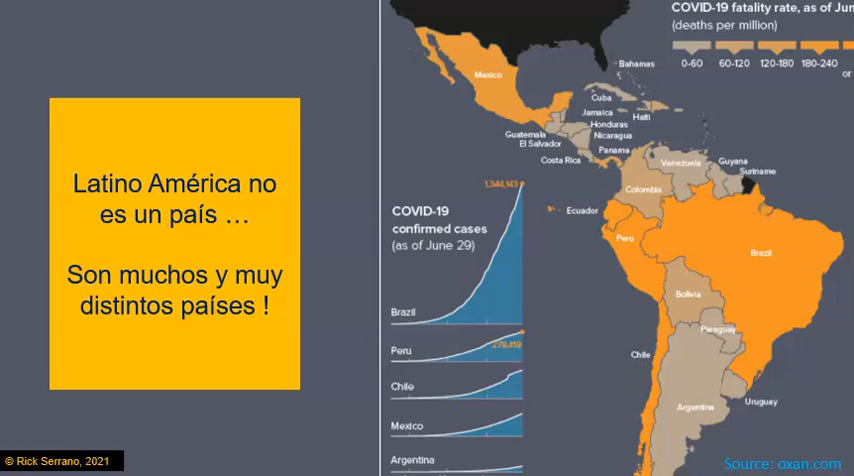 Latino América no
es un país …
Son muchos y muy
distintos países !
© Rick Serrano, 2021
COVID-19 fatality rate, as of
(deaths per million)
0-60
60-120
120-180
180-240
or
Mexico
Bahamas
Cuba
Jamaica
Haiti
Honduras
Guatemala
Nicaragua
El Salvador
Panama
Costa Rica
Venezuela
Guyana
Suriname
Colombia
Ecuador
Peru
Brazil
Bolivia
Paraguay
Chile
Uruguay
Argentina
COVID-19
confirmed cases
(as of June 29)
1,344,143
Brazil
279,419
Peru
Chile
Mexico
Argentina
Source: oxan.com